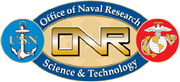 Office of Naval Research
ONR
Science & Technology